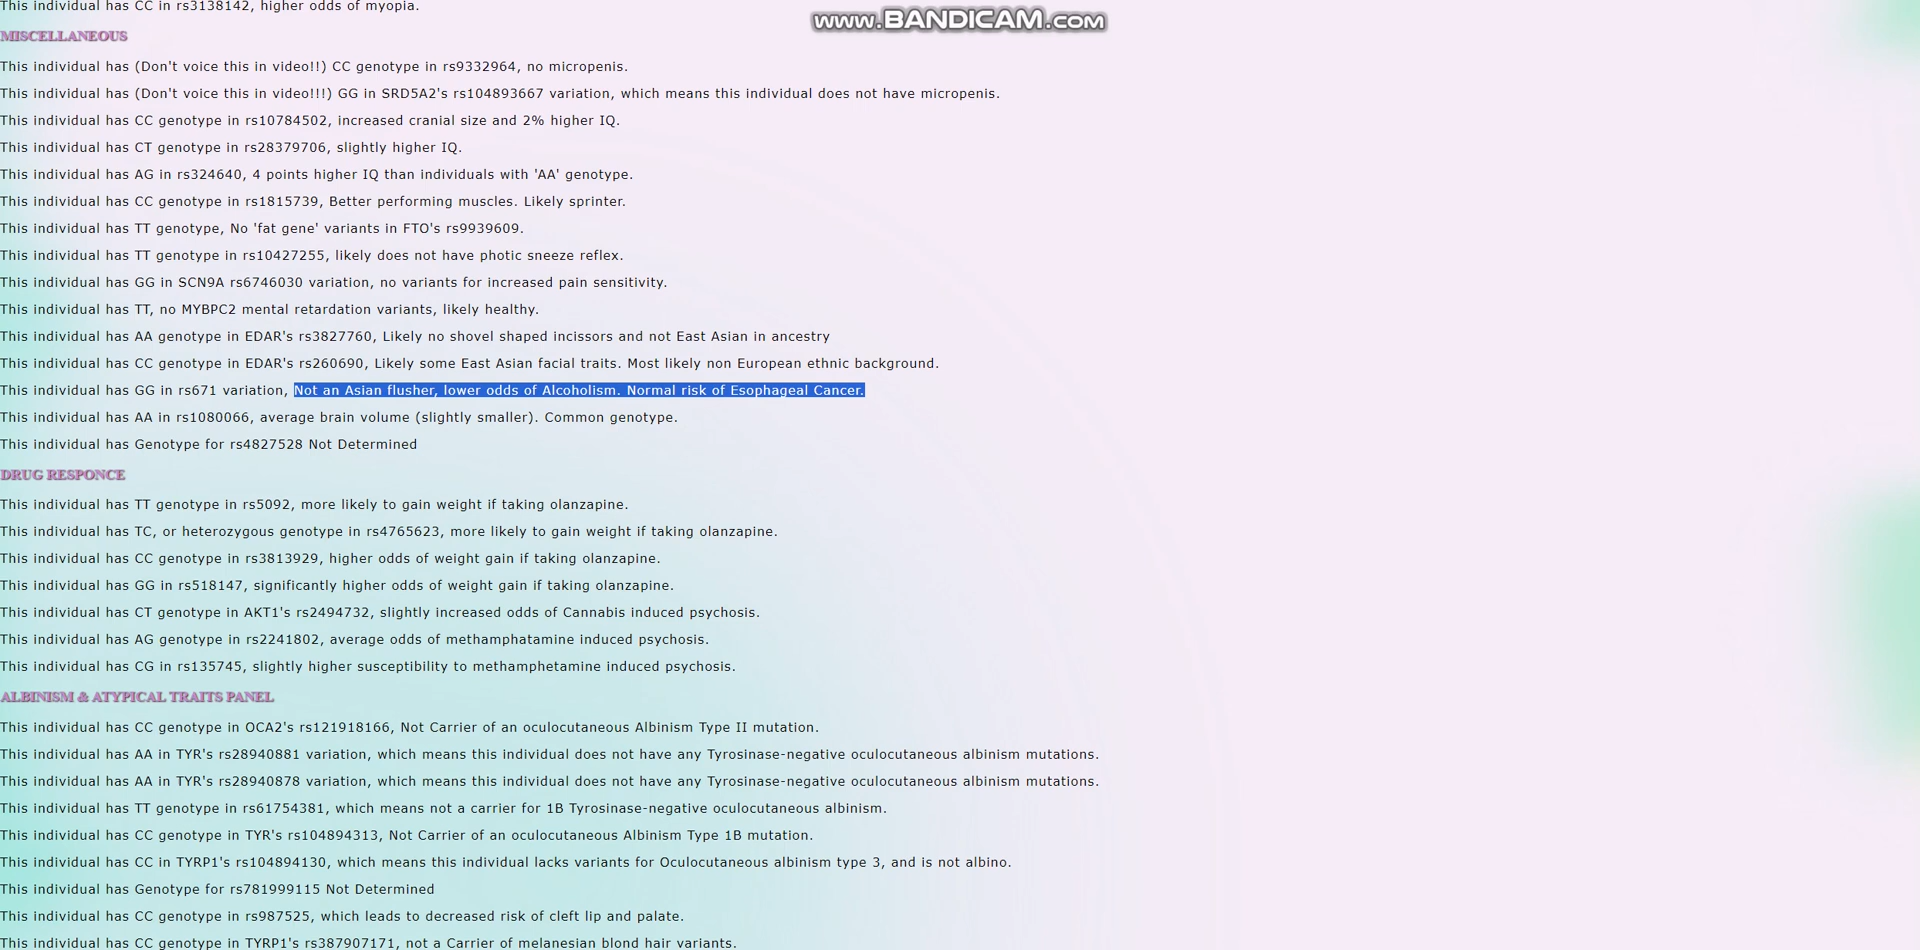 This individual has CC in rs3138142, higher odds of myopia.
www.BANDICAM.com
MISCELLANEOUS
This individual has (Don't voice this in video!!) CC genotype in rs9332964, no micropenis.
This individual has (Don't voice this in video!!!) GG in SRD5A2's rs104893667 variation, which means this individual does not have micropenis.
This individual has CC genotype in rs10784502, increased cranial size and 2% higher IQ.
This individual has CT genotype in rs28379706, slightly higher IQ.
This individual has AG in rs324640, 4 points higher IQ than individuals with 'AA' genotype.
This individual has CC genotype in rs1815739, Better performing muscles. Likely sprinter.
This individual has TT genotype, No 'fat gene' variants in FTO's rs9939609.
This individual has TT genotype in rs10427255, likely does not have photic sneeze reflex.
This individual has GG in SCN9A rs6746030 variation, no variants for increased pain sensitivity.
This individual has TT, no MYBPC2 mental retardation variants, likely healthy.
This individual has AA genotype in EDAR's rs3827760, Likely no shovel shaped incissors and not East Asian in ancestry
This individual has CC genotype in EDAR's rs260690, Likely some East Asian facial traits. Most likely non European ethnic background.
This individual has GG in rs671 variation, Not an Asian flusher, lower odds of Alcoholism. Normal risk of Esophageal Cancer.
This individual has AA in rs1080066, average brain volume (slightly smaller). Common genotype.
This individual has Genotype for rs4827528 Not Determined
DRUG RESPONCE
This individual has TT genotype in rs5092, more likely to gain weight if taking olanzapine.
This individual has TC, or heterozygous genotype in rs4765623, more likely to gain weight if taking olanzapine.
This individual has CC genotype in rs3813929, higher odds of weight gain if taking olanzapine.
This individual has GG in rs518147, significantly higher odds of weight gain if taking olanzapine.
This individual has CT genotype in AKT1's rs2494732, slightly increased odds of Cannabis induced psychosis.
This individual has AG genotype in rs2241802, average odds of methamphatamine induced psychosis.
This individual has CG in rs135745, slightly higher susceptibility to methamphetamine induced psychosis.
ALBINISM & ATYPICAL TRAITS PANEL
This individual has CC genotype in OCA2's rs121918166, Not Carrier of an oculocutaneous Albinism Type II mutation.
This individual has AA in TYR's rs28940881 variation, which means this individual does not have any Tyrosinase-negative oculocutaneous albinism mutations.
This individual has AA in TYR's rs28940878 variation, which means this individual does not have any Tyrosinase-negative oculocutaneous albinism mutations.
This individual has TT genotype in rs61754381, which means not a carrier for 1B Tyrosinase-negative oculocutaneous albinism.
This individual has CC genotype in TYR's rs104894313, Not Carrier of an oculocutaneous Albinism Type 1B mutation.
This individual has CC in TYRP1's rs104894130, which means this individual lacks variants for Oculocutaneous albinism type 3, and is not albino.
This individual has Genotype for rs781999115 Not Determined
This individual has CC genotype in rs987525, which leads to decreased risk of cleft lip and palate.
This individual has CC genotype in TYRP1's rs387907171, not a Carrier of melanesian blond hair variants.